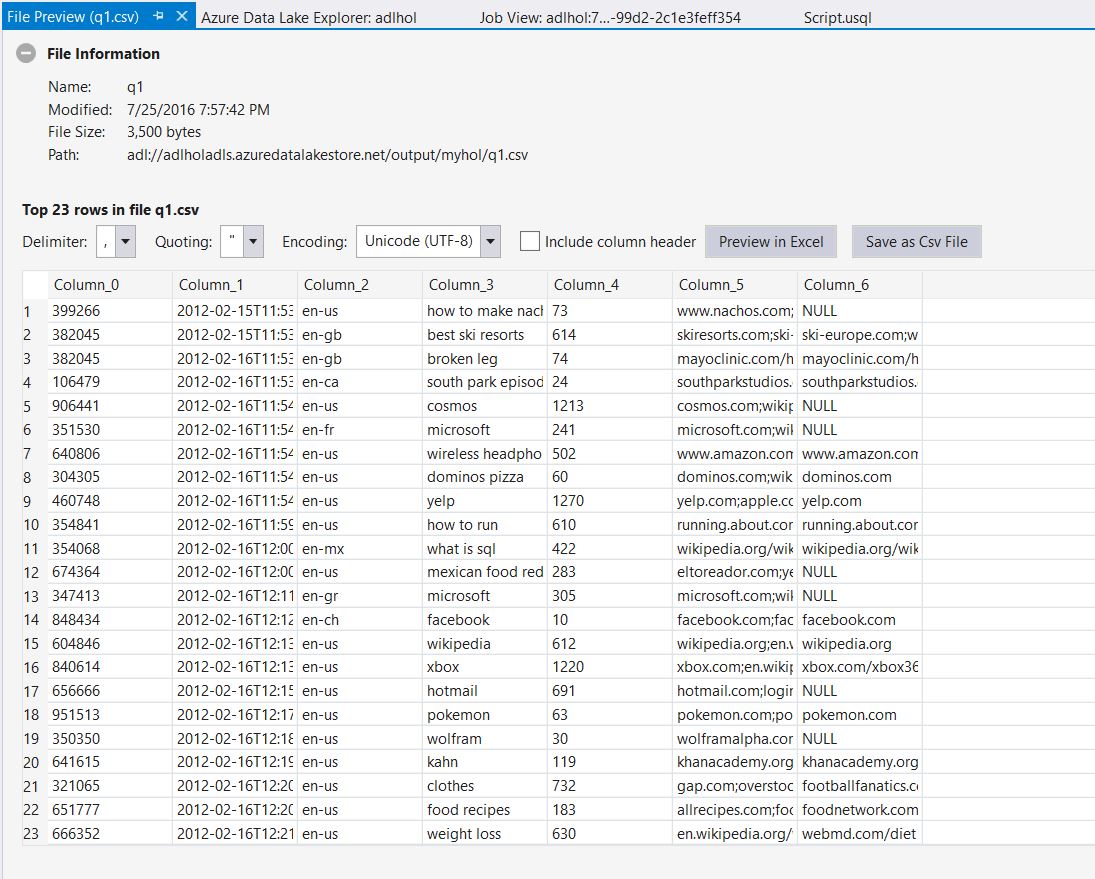 File Preview (q1.csv) Azure Data Lake Explorer: adlhol Job View: adlhol:7...-99d2-2c1e3feff354 Script.usql
File Information
Name: q1
Modified: 7/25/2016 7:57:42 PM
File Size: 3,500 bytes
Path: adl://adlholadls.azuredatalakestore.net/output/myhol/q1.csv
Top 23 rows in file q1.csv
Delimiter: , Quoting: " Encoding: Unicode (UTF-8) Include column header Preview in Excel Save as Csv File
Column_0 Column_1 Column_2 Column_3 Column_4 Column_5 Column_6
1 399266 2012-02-15T11:53 en-us how to make nach 73 www.nachos.com; NULL
2 382045 2012-02-15T11:53 en-gb best ski resorts 614 skiresorts.com;ski- ski-europe.com;w
3 382045 2012-02-16T11:53 en-gb broken leg 74 mayoclinic.com/h mayoclinic.com/h
4 106479 2012-02-16T11:53 en-ca south park episod 24 southparkstudios. southparkstudios.
5 906441 2012-02-16T11:54 en-us cosmos 1213 cosmos.com;wikip NULL
6 351530 2012-02-16T11:54 en-fr microsoft 241 microsoft.com;wil NULL
7 640806 2012-02-16T11:54 en-us wireless headpho 502 www.amazon.com www.amazon.com
8 304305 2012-02-16T11:54 en-us dominos pizza 60 dominos.com;wik dominos.com
9 460748 2012-02-16T11:54 en-us yelp 1270 yelp.com;apple.cc yelp.com
10 354841 2012-02-16T11:59 en-us how to run 610 running.about.cor running.about.cor
11 354068 2012-02-16T12:00 en-mx what is sql 422 wikipedia.org/wik wikipedia.org/wik
12 674364 2012-02-16T12:00 en-us mexican food red 283 eltoreador.com;ye NULL
13 347413 2012-02-16T12:11 en-gr microsoft 305 microsoft.com;wil NULL
14 848434 2012-02-16T12:12 en-ch facebook 10 facebook.com;fac facebook.com
15 604846 2012-02-16T12:13 en-us wikipedia 612 wikipedia.org;en.w wikipedia.org
16 840614 2012-02-16T12:13 en-us xbox 1220 xbox.com;en.wikip xbox.com/xbox36
17 656666 2012-02-16T12:15 en-us hotmail 691 hotmail.com;login NULL
18 951513 2012-02-16T12:17 en-us pokemon 63 pokemon.com;po pokemon.com
19 350350 2012-02-16T12:18 en-us wolfram 30 wolframalpha.cor NULL
20 641615 2012-02-16T12:19 en-us kahn 119 khanacademy.org khanacademy.org
21 321065 2012-02-16T12:20 en-us clothes 732 gap.com;overstoc footballfanatics.cc
22 651777 2012-02-16T12:20 en-us food recipes 183 allrecipes.com;foc foodnetwork.com
23 666352 2012-02-16T12:21 en-us weight loss 630 en.wikipedia.org/ webmd.com/diet